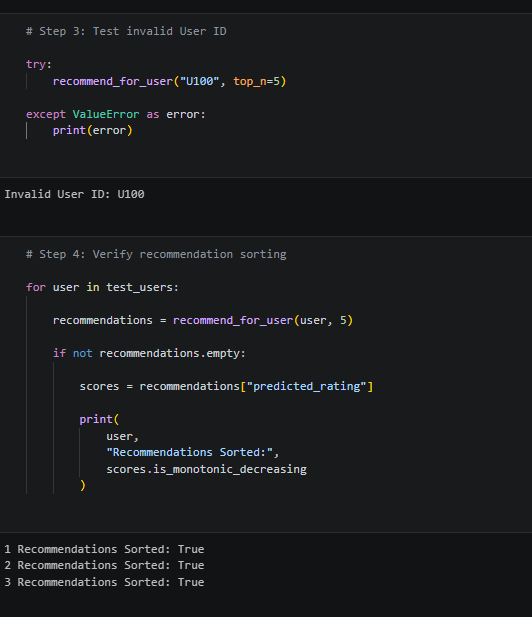 # Step 3: Test invalid User ID
try:
    recommend_for_user("U100", top_n=5)
except ValueError as error:
    print(error)
Invalid User ID: U100
# Step 4: Verify recommendation sorting
for user in test_users:
    recommendations = recommend_for_user(user, 5)
    if not recommendations.empty:
        scores = recommendations["predicted_rating"]
        print(
            user,
            "Recommendations Sorted:",
            scores.is_monotonic_decreasing
        )
1 Recommendations Sorted: True
2 Recommendations Sorted: True
3 Recommendations Sorted: True